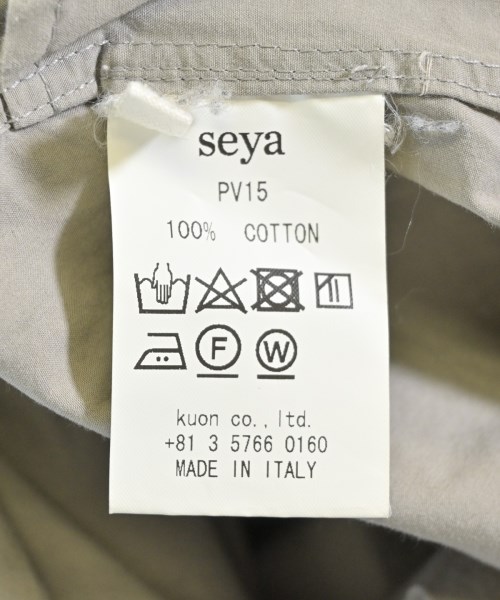 seya
PV15
100% COTTON
F W
kuon co., ltd.
+81 3 5766 0160
MADE IN ITALY